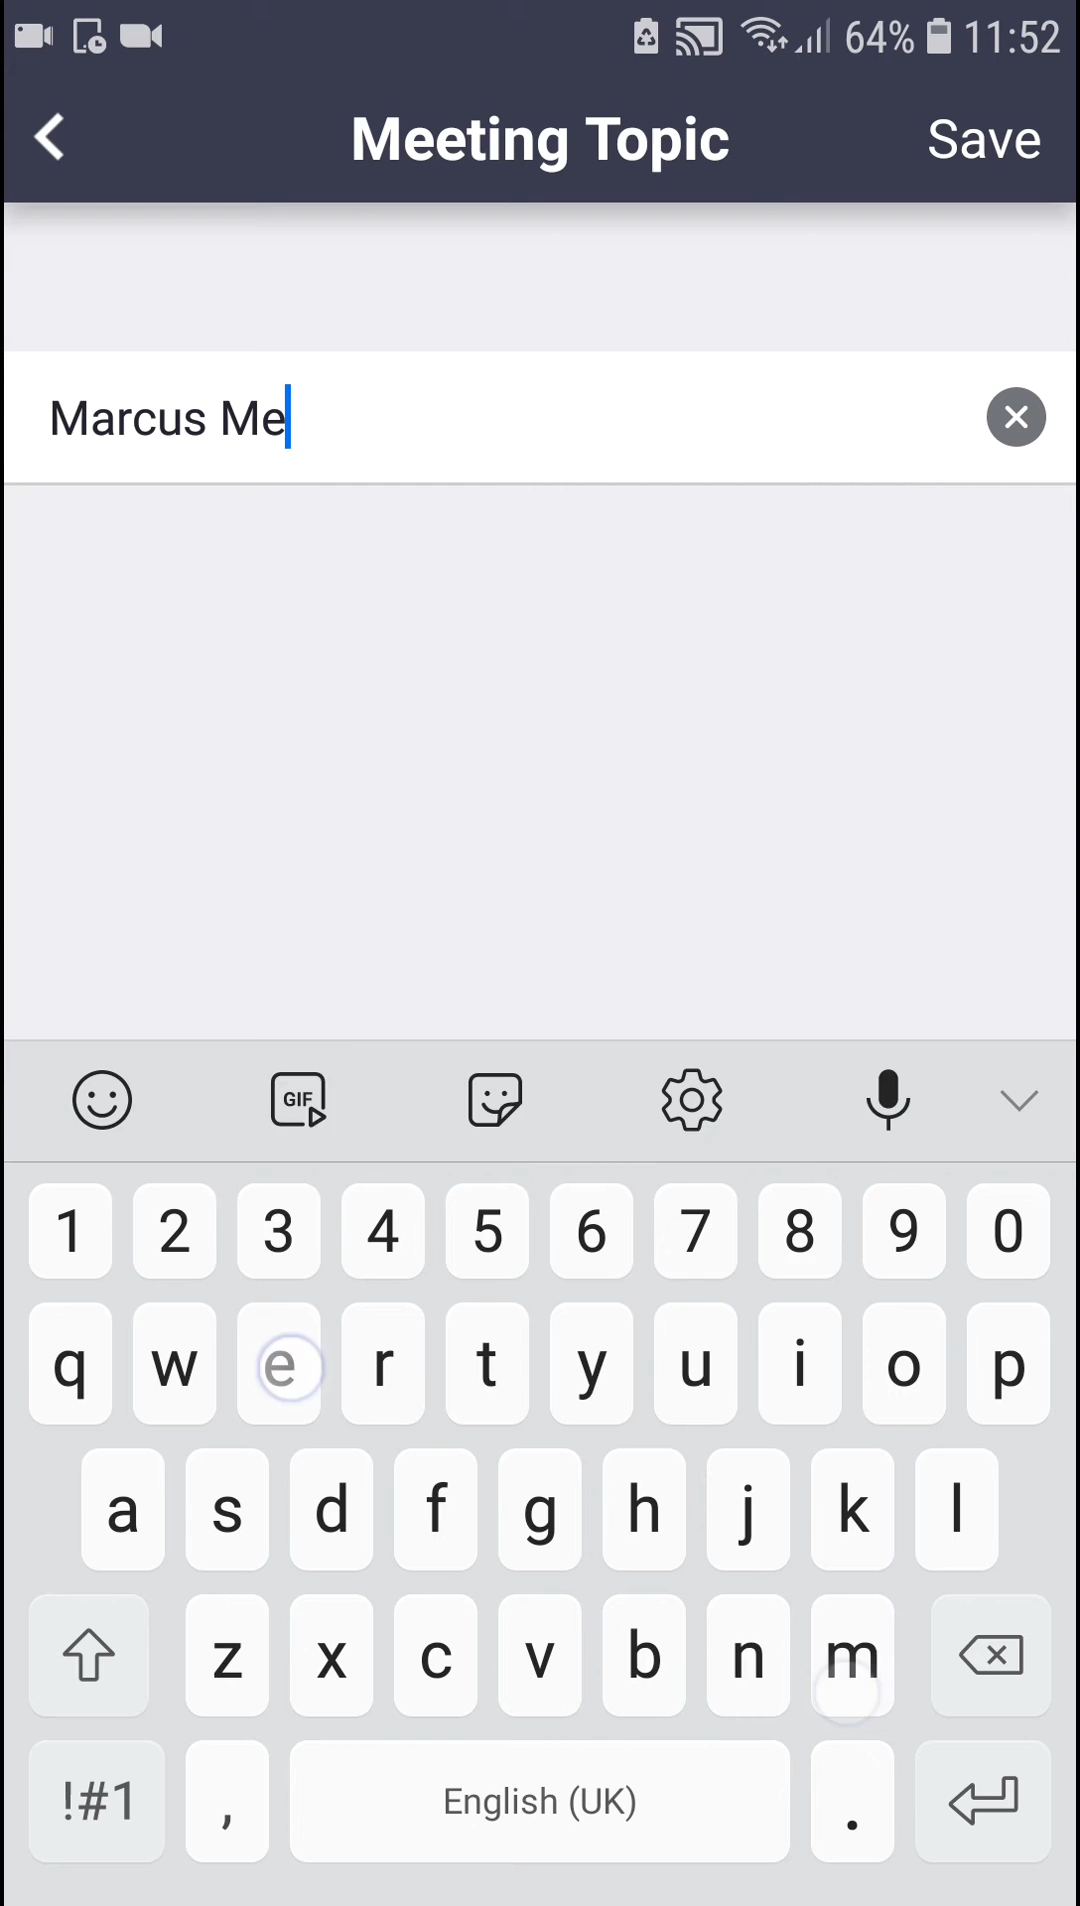 64% 11:52
Meeting Topic Save
Marcus Me
GIF
1 2 3 4 5 6 7 8 9 0
q w e r t y u i o p
a s d f g h j k l
z x c v b n m
!#1 , English (UK) .